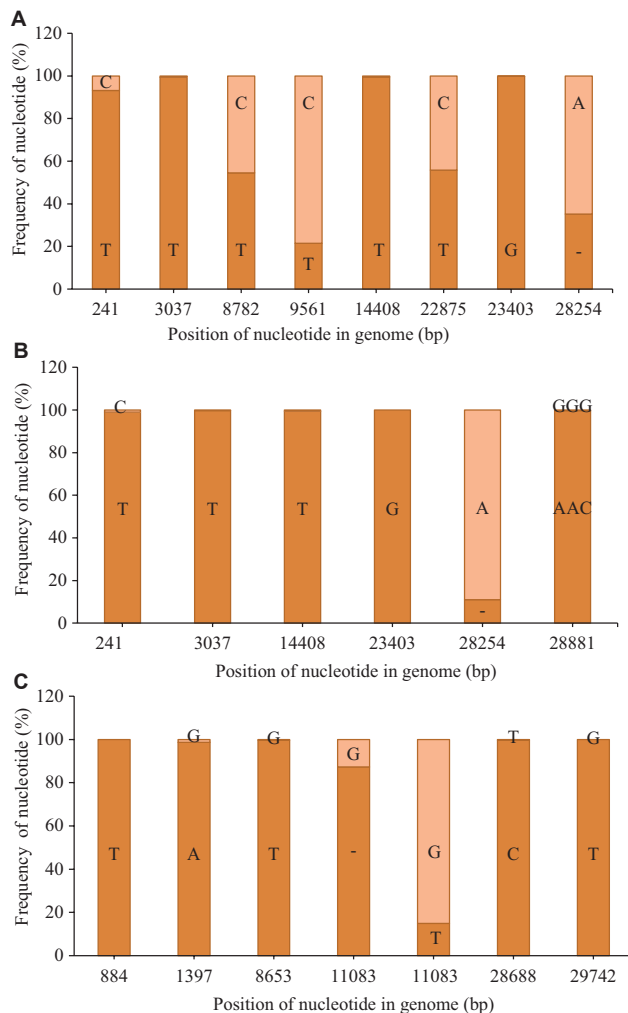 A
Frequency of nucleotide (%)
120
100
80
60
40
20
0
C C C C A
T T T T T T G -
241 3037 8782 9561 14408 22875 23403 28254
Position of nucleotide in genome (bp)
B
Frequency of nucleotide (%)
120
100
80
60
40
20
0
C GGG
T T T G A AAC
-
241 3037 14408 23403 28254 28881
Position of nucleotide in genome (bp)
C
Frequency of nucleotide (%)
120
100
80
60
40
20
0
G G G T G
T A T - G C T
T
884 1397 8653 11083 11083 28688 29742
Position of nucleotide in genome (bp)